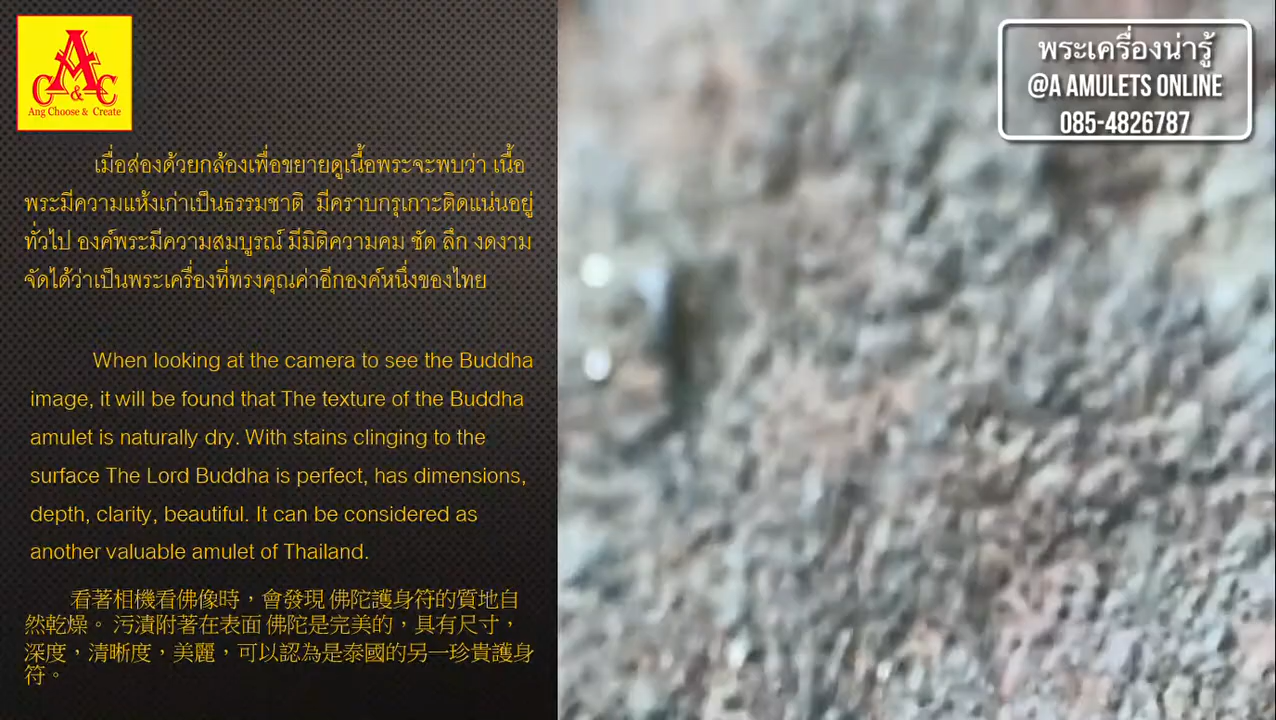 A
C & C
Ang Choose & Create
พระเครื่องน่ารู้
@A AMULETS ONLINE
085-4826787
เมื่อส่องด้วยกล้องเพื่อขยายดูเนื้อพระจะพบว่า เนื้อ
พระมีความแห้งเก่าเป็นธรรมชาติ มีคราบกรุเกาะติดแน่นอยู่
ทั่วไป องค์พระมีความสมบูรณ์ มีมิติความคม ชัด ลึก งดงาม
จัดได้ว่าเป็นพระเครื่องที่ทรงคุณค่าอีกองค์หนึ่งของไทย
When looking at the camera to see the Buddha
image, it will be found that The texture of the Buddha
amulet is naturally dry. With stains clinging to the
surface The Lord Buddha is perfect, has dimensions,
depth, clarity, beautiful. It can be considered as
another valuable amulet of Thailand.
看著相機看佛像時，會發現 佛陀護身符的質地自
然乾燥。 污漬附著在表面 佛陀是完美的，具有尺寸，
深度，清晰度，美麗，可以認為是泰國的另一珍貴護身
符。